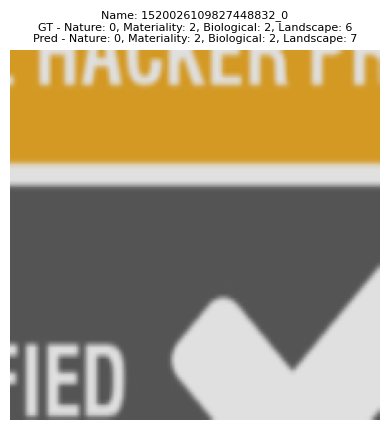 Name: 1520026109827448832_0
GT - Nature: 0, Materiality: 2, Biological: 2, Landscape: 6
Pred - Nature: 0, Materiality: 2, Biological: 2, Landscape: 7
HACKER PR
FIED